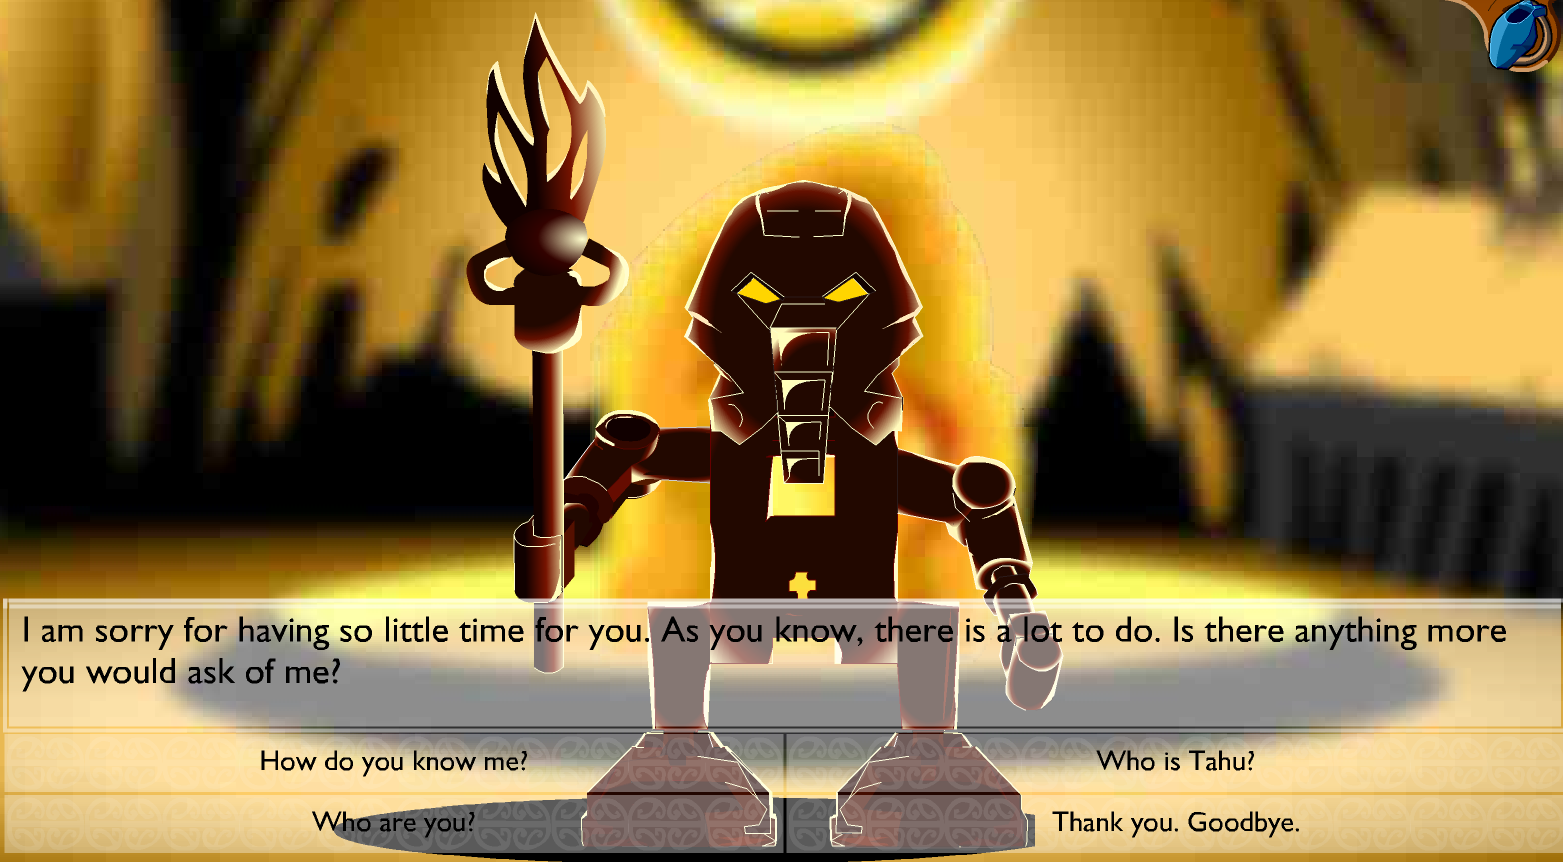 I am sorry for having so little time for you. As you know, there is a lot to do. Is there anything more
you would ask of me?
How do you know me?
Who is Tahu?
Who are you?
Thank you. Goodbye.